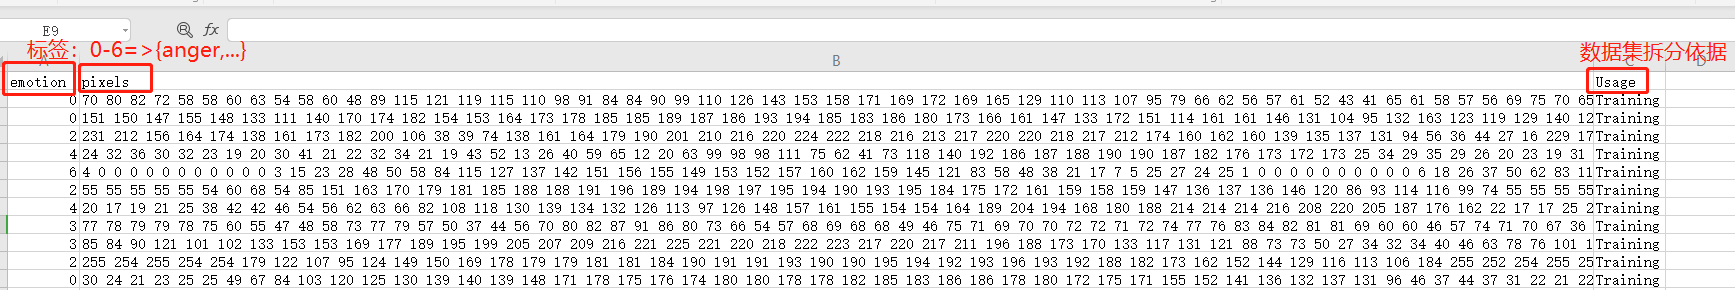 E9 fx
标签：0-6=>{anger,...} 数据集拆分依据
A B C D
emotion pixels Usage
0 70 80 82 72 58 58 60 63 54 58 60 48 89 115 121 119 115 110 98 91 84 84 90 99 110 126 143 153 158 171 169 172 169 165 129 110 113 107 95 79 66 62 56 57 61 52 43 41 65 61 58 57 56 69 75 70 65 Training
0 151 150 147 155 148 133 111 140 170 174 182 154 153 164 173 178 185 185 189 187 186 193 194 185 183 186 180 173 166 161 147 133 172 151 114 161 161 146 131 104 95 132 163 123 119 129 140 12 Training
2 231 212 156 164 174 138 161 173 182 200 106 38 39 74 138 161 164 179 190 201 210 216 220 224 222 218 216 213 217 220 220 218 217 212 174 160 162 160 139 135 137 131 94 56 36 44 27 16 229 17 Training
4 24 32 36 30 32 23 19 20 30 41 21 22 32 34 21 19 43 52 13 26 40 59 65 12 20 63 99 98 98 111 75 62 41 73 118 140 192 186 187 188 190 190 187 182 176 173 172 173 25 34 29 35 29 26 20 23 19 31 Training
6 4 0 0 0 0 0 0 0 0 0 0 0 3 15 23 28 48 50 58 84 115 127 137 142 151 156 155 149 153 152 157 160 162 159 145 121 83 58 48 38 21 17 7 5 25 27 24 25 1 0 0 0 0 0 0 0 0 0 0 6 18 26 37 50 62 83 11 Training
2 55 55 55 55 55 54 60 68 54 85 151 163 170 179 181 185 188 188 191 196 189 194 198 197 195 194 190 193 195 184 175 172 161 159 158 159 147 136 137 136 146 120 86 93 114 116 99 74 55 55 55 55 Training
4 20 17 19 21 25 38 42 42 46 54 56 62 63 66 82 108 118 130 139 134 132 126 113 97 126 148 157 161 155 154 154 164 189 204 194 168 180 188 214 214 214 216 208 220 205 187 176 162 22 17 17 25 2 Training
3 77 78 79 79 78 75 60 55 47 48 58 73 77 79 57 50 37 44 56 70 80 82 87 91 86 80 73 66 54 57 68 69 68 68 49 46 75 71 69 70 70 72 72 71 72 74 77 76 83 84 82 81 81 69 60 60 46 57 74 71 70 67 36 Training
3 85 84 90 121 101 102 133 153 153 169 177 189 195 199 205 207 209 216 221 225 221 220 218 222 223 217 220 217 211 196 188 173 170 133 117 131 121 88 73 73 50 27 34 32 34 40 46 63 78 76 101 1 Training
2 255 254 255 254 254 179 122 107 95 124 149 150 169 178 179 179 181 181 184 190 191 191 193 190 190 195 194 192 193 196 193 192 188 182 173 162 152 144 129 116 113 106 184 255 252 254 255 25 Training
0 30 24 21 23 25 25 49 67 84 103 120 125 130 139 140 139 148 171 178 175 176 174 180 180 178 178 182 185 183 186 186 178 180 172 175 171 155 152 141 136 132 137 131 96 46 37 44 37 31 22 21 22 Training